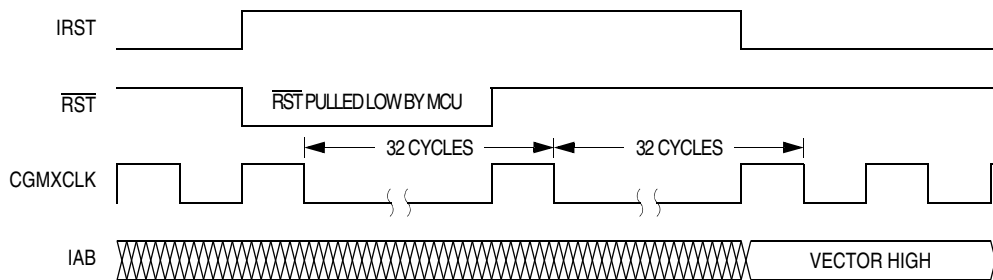 IRST
RST
RST PULLED LOW BY MCU
32 CYCLES
32 CYCLES
CGMXCLK
IAB
VECTOR HIGH